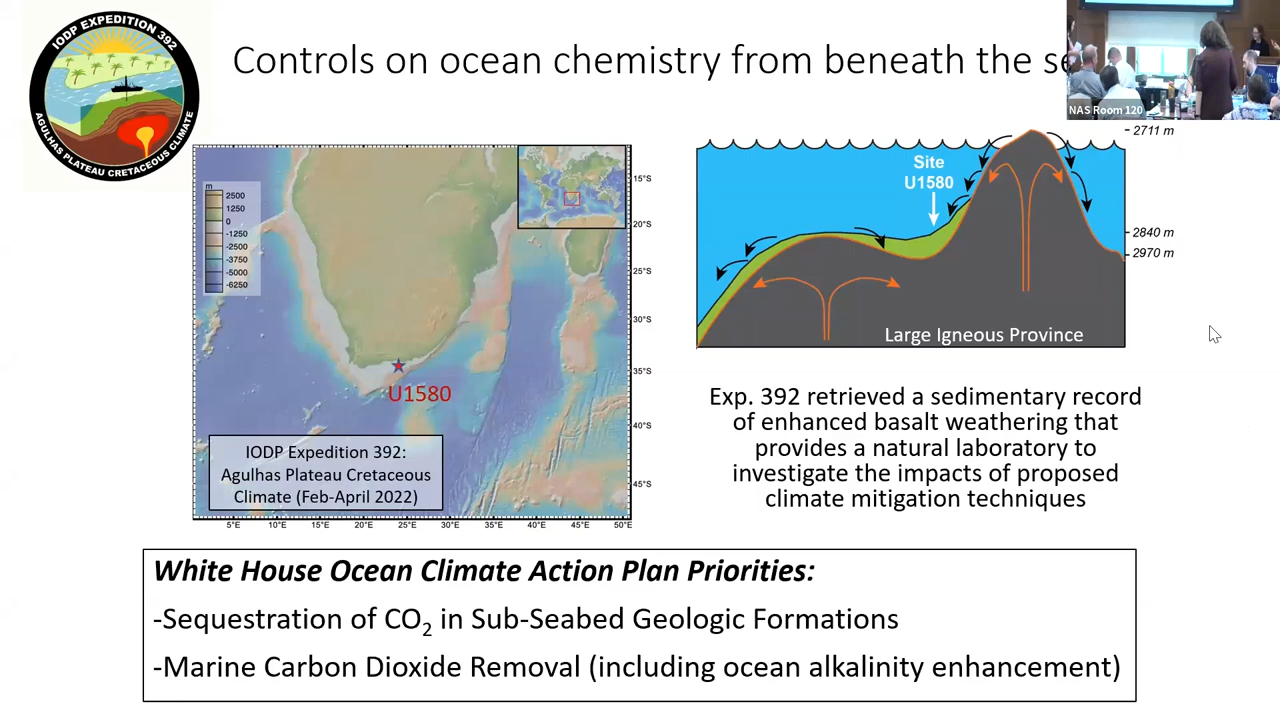 IODP EXPEDITION 392
AGULHAS PLATEAU CRETACEOUS CLIMATE
Controls on ocean chemistry from beneath the
NAS Room 120
m
2500
1250
0
-1250
-2500
-3750
-5000
-6250
15°S
20°S
25°S
30°S
35°S
40°S
45°S
5°E
10°E
15°E
20°E
25°E
30°E
35°E
40°E
45°E
50°E
U1580
IODP Expedition 392:
Agulhas Plateau Cretaceous
Climate (Feb-April 2022)
Site
U1580
2711 m
2840 m
2970 m
Large Igneous Province
Exp. 392 retrieved a sedimentary record
of enhanced basalt weathering that
provides a natural laboratory to
investigate the impacts of proposed
climate mitigation techniques
White House Ocean Climate Action Plan Priorities:
-Sequestration of CO2 in Sub-Seabed Geologic Formations
-Marine Carbon Dioxide Removal (including ocean alkalinity enhancement)